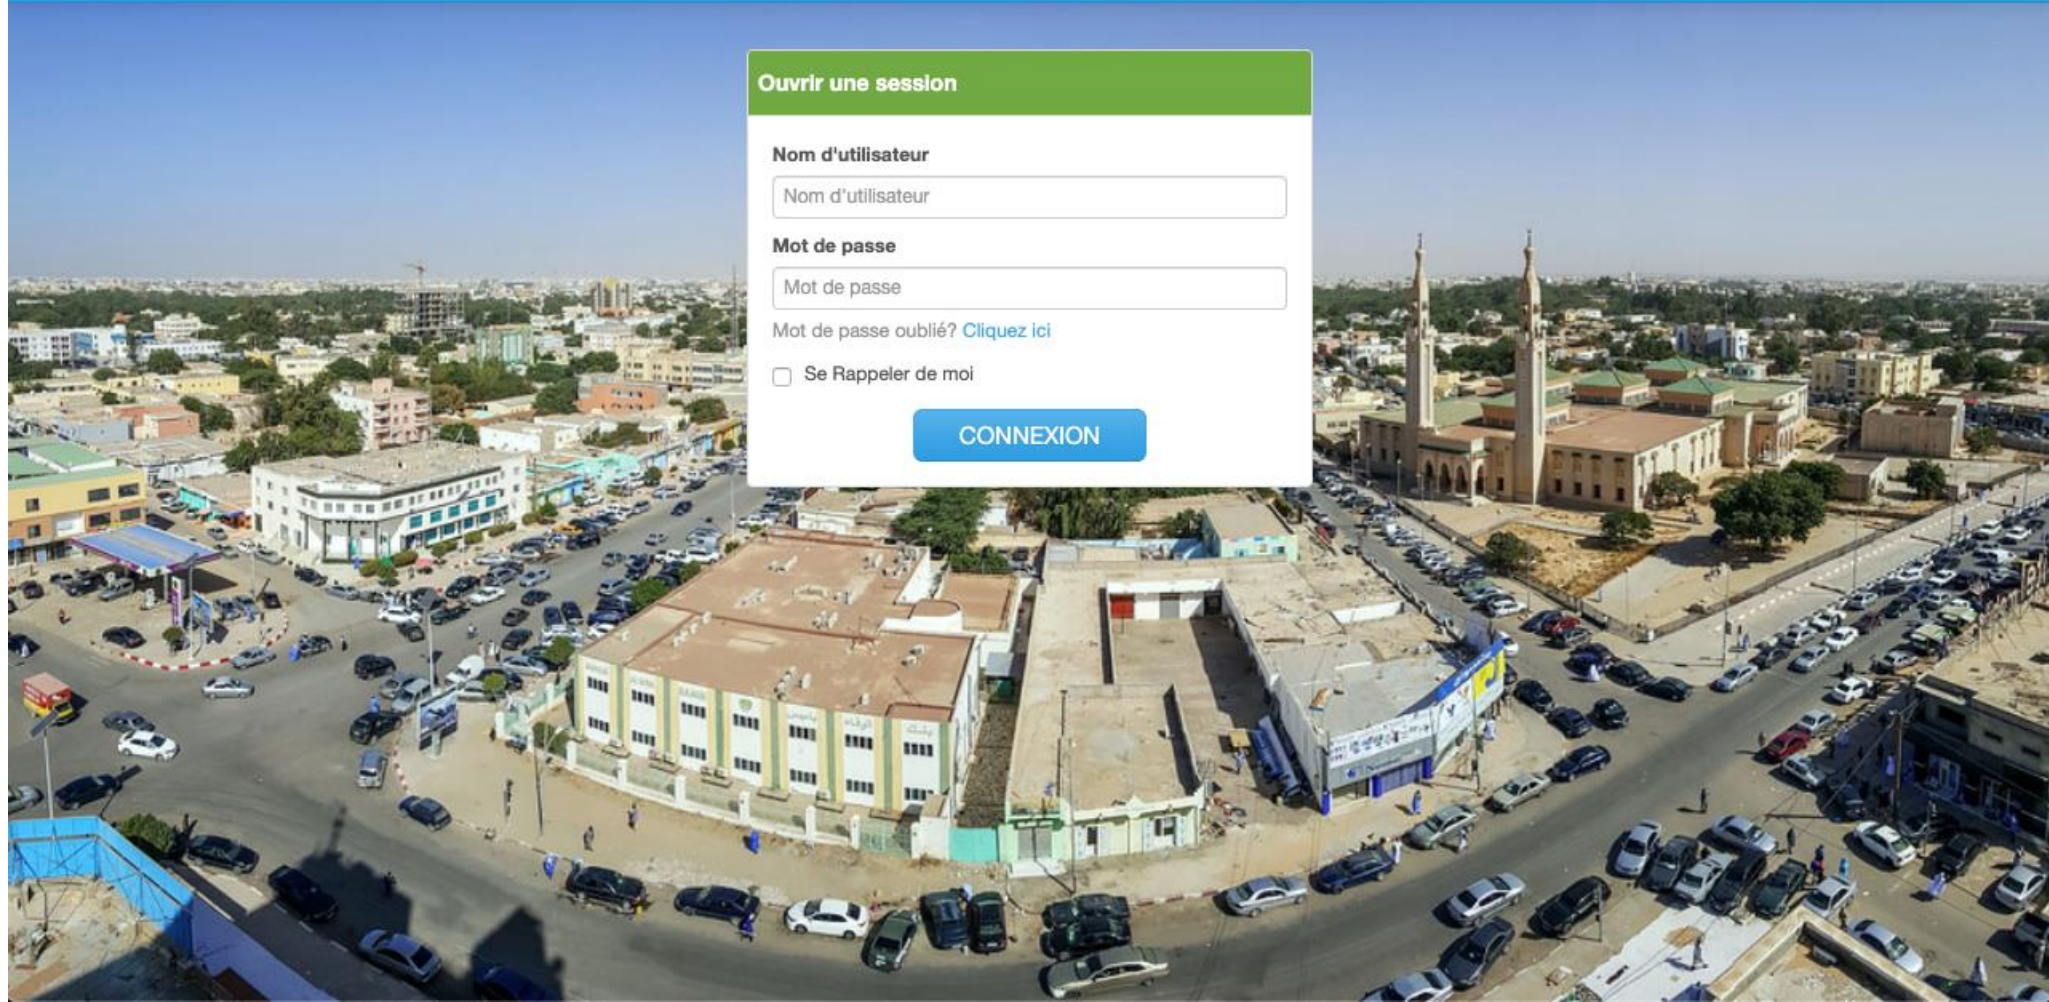 Ouvrir une session
Nom d'utilisateur
Nom d'utilisateur
Mot de passe
Mot de passe
Mot de passe oublié? Cliquez ici
Se Rappeler de moi
CONNEXION